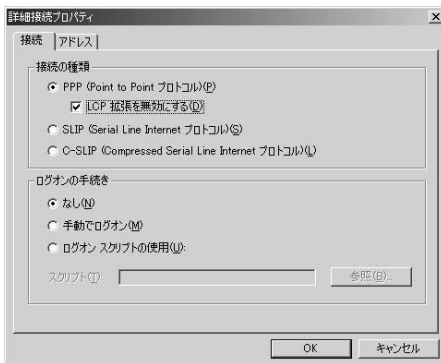 詳細接続プロパティ
接続 アドレス
接続の種類
PPP (Point to Point プロトコル)(P)
LCP 拡張を無効にする(D)
SLIP (Serial Line Internet プロトコル)(S)
C-SLIP (Compressed Serial Line Internet プロトコル)(L)
ログオンの手続き
なし(N)
手動でログオン(M)
ログオン スクリプトの使用(U):
スクリプト(T): 参照(B)...
OK キャンセル